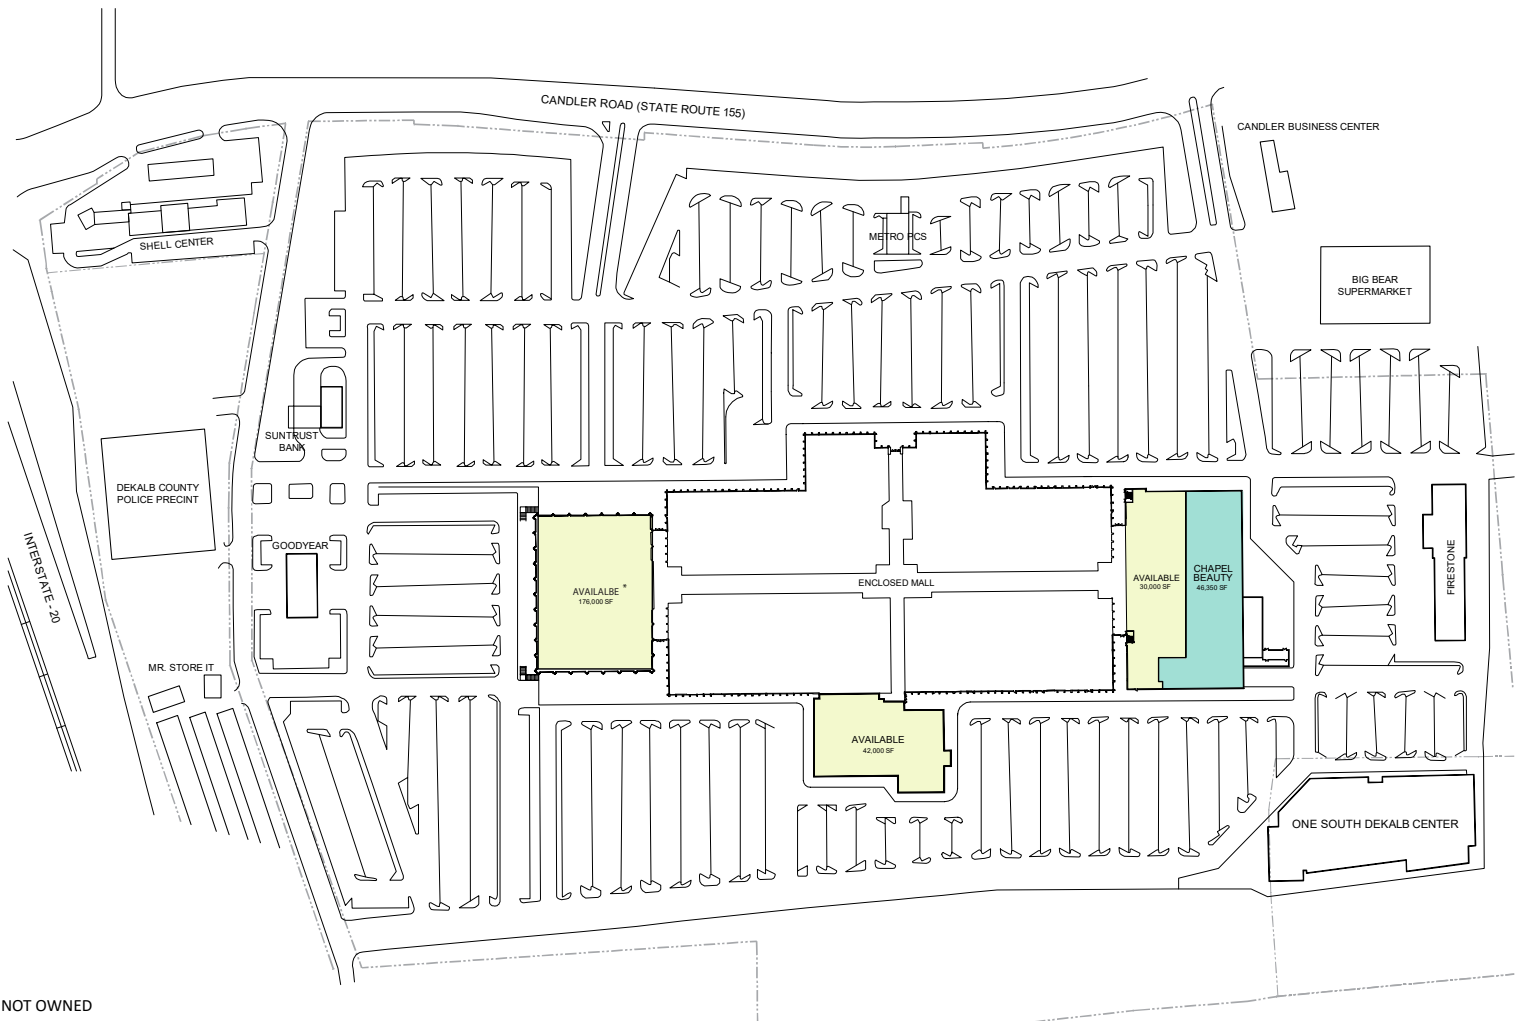 CANDLER ROAD (STATE ROUTE 155)
CANDLER BUSINESS CENTER
SHELL CENTER
METRO PCS
BIG BEAR
SUPERMARKET
SUNTRUST
BANK
DEKALB COUNTY
POLICE PRECINT
INTERSTATE - 20
GOODYEAR
AVAILALBE *
176,000 SF
ENCLOSED MALL
AVAILABLE
30,000 SF
CHAPEL
BEAUTY
46,350 SF
FIRESTONE
MR. STORE IT
AVAILABLE
42,000 SF
ONE SOUTH DEKALB CENTER
NOT OWNED